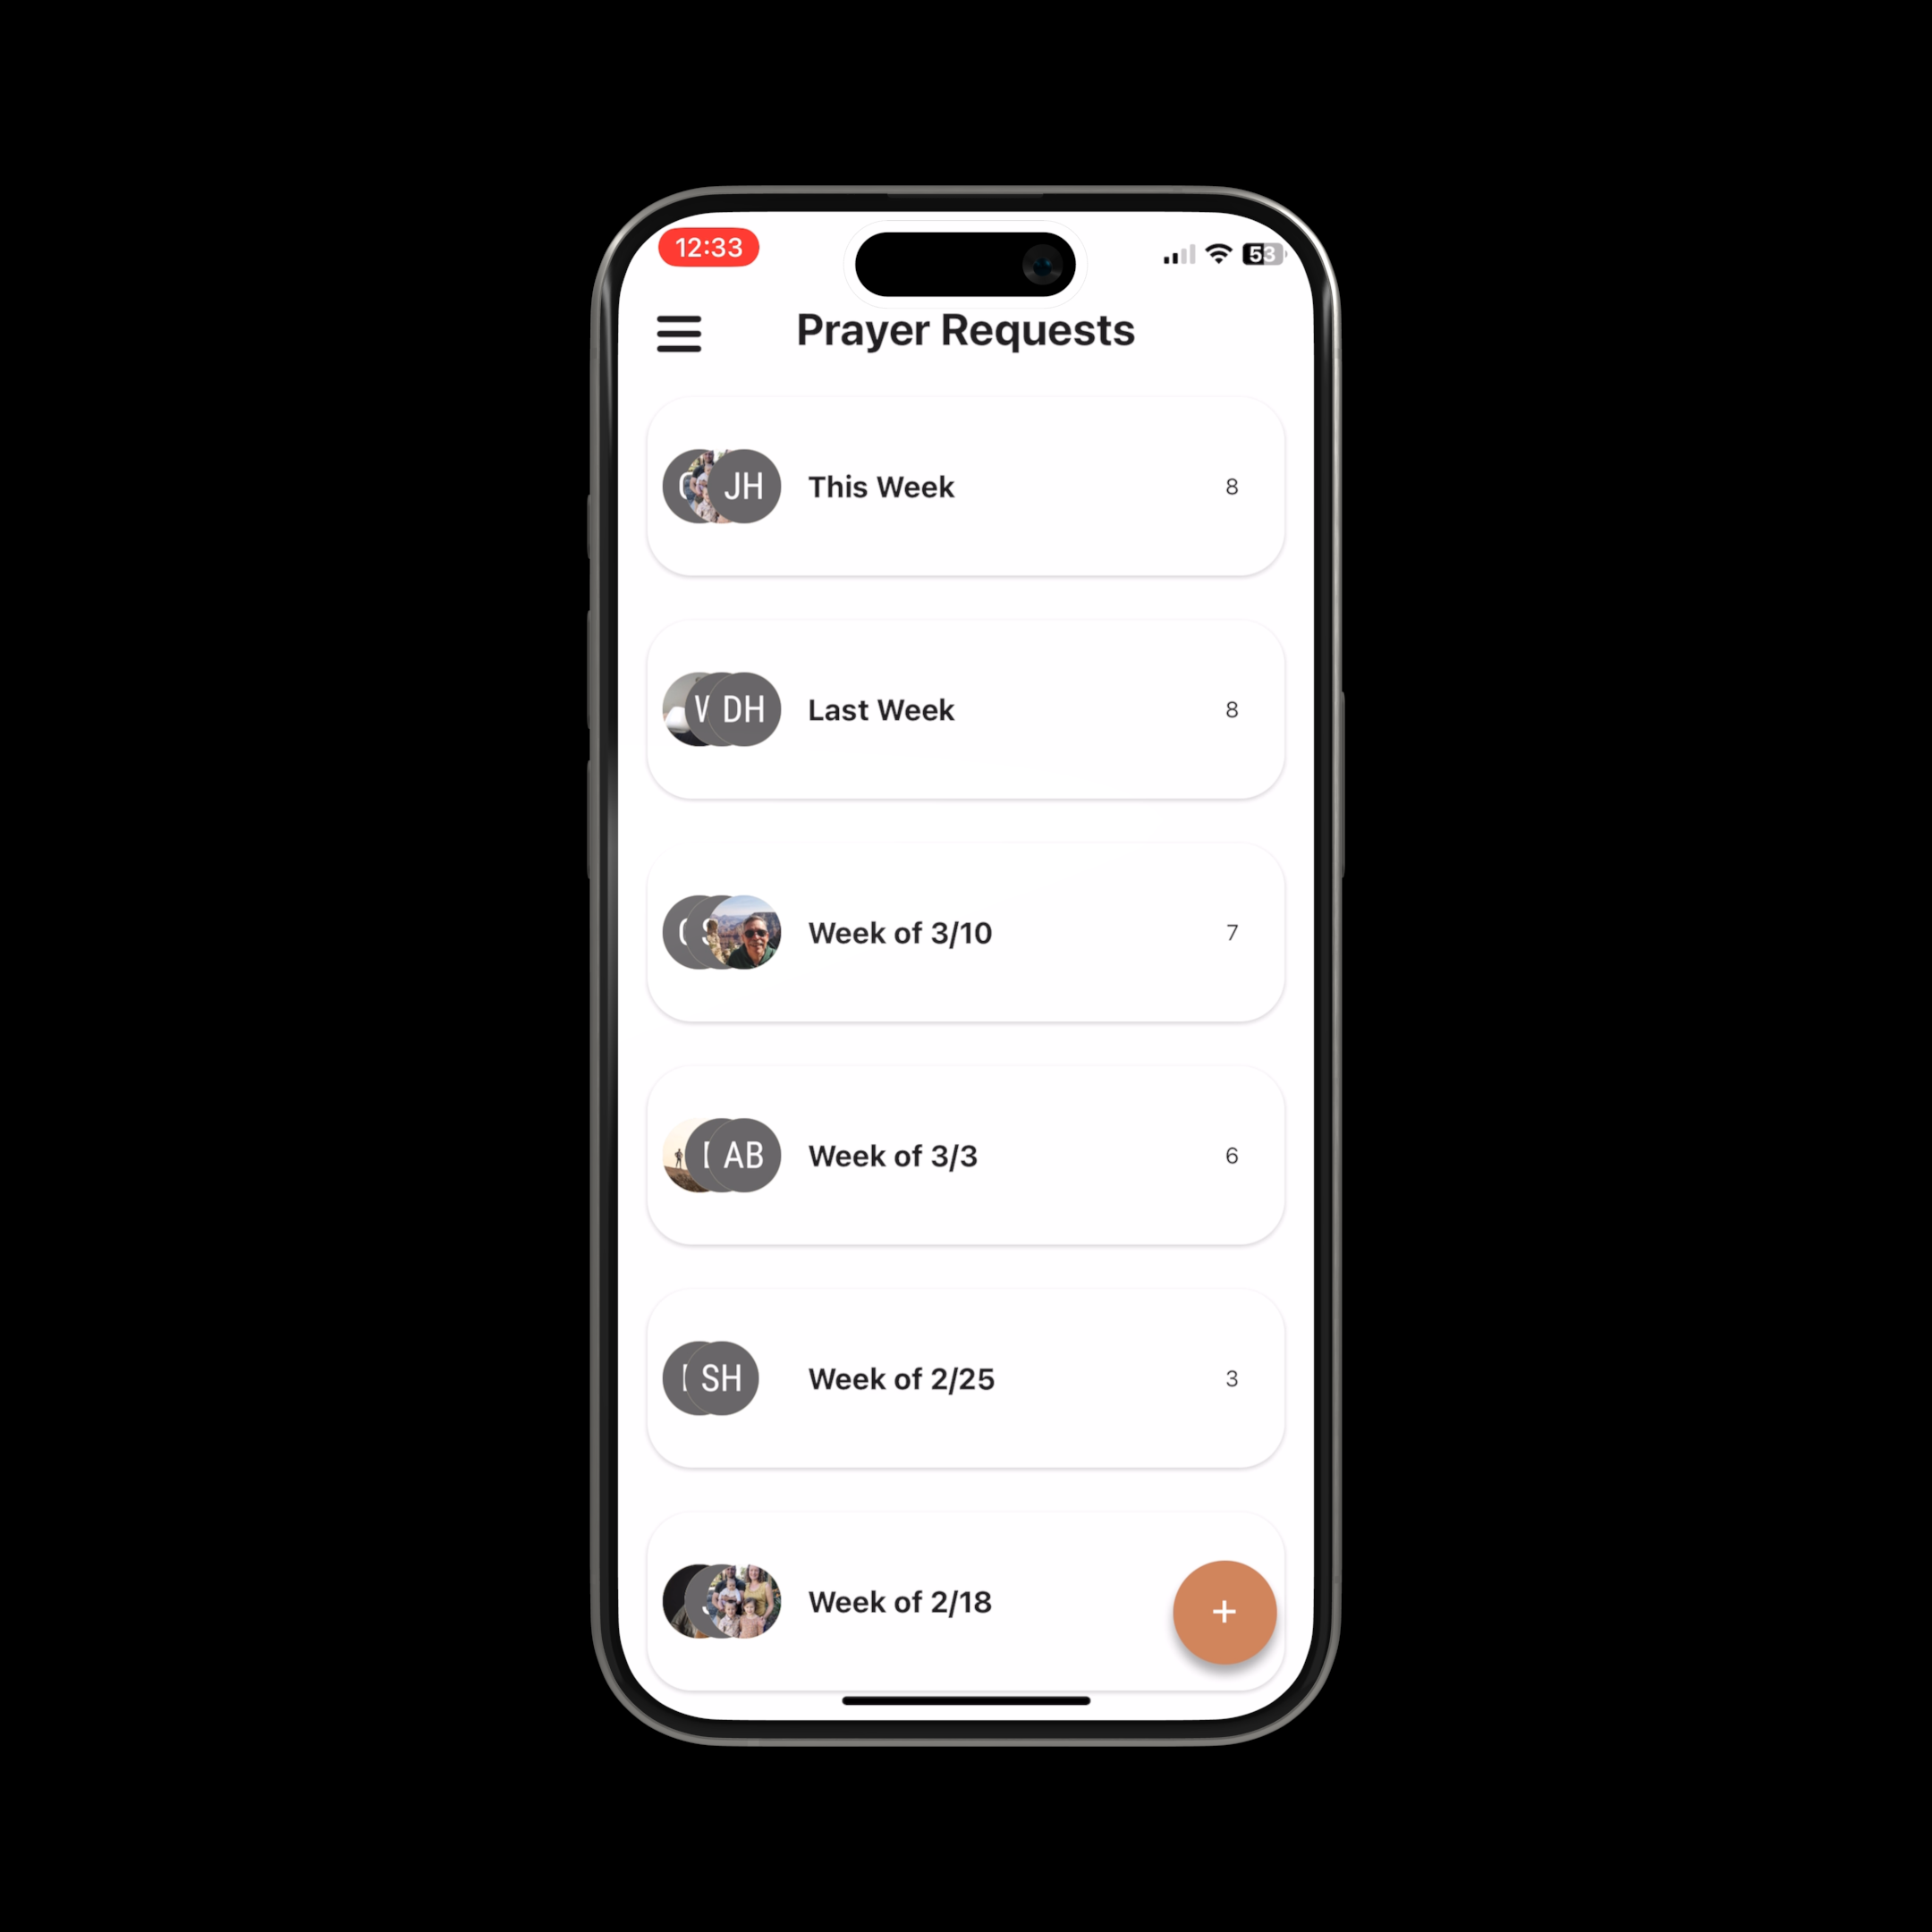 12:33
53
Prayer Requests
JH
This Week
8
DH
Last Week
8
Week of 3/10
7
AB
Week of 3/3
6
SH
Week of 2/25
3
Week of 2/18
+